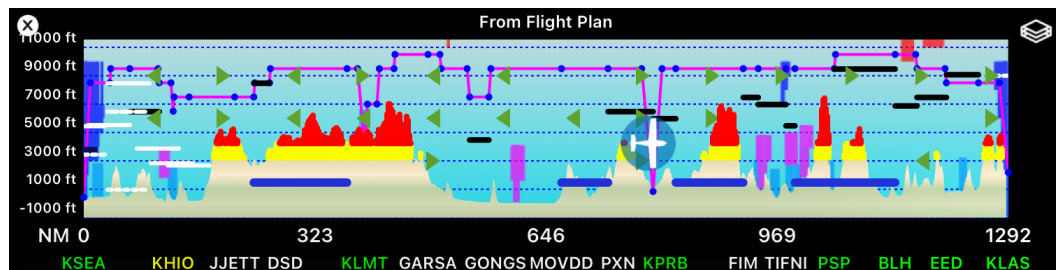 From Flight Plan
X
11000 ft
9000 ft
7000 ft
5000 ft
3000 ft
1000 ft
-1000 ft
NM 0 323 646 969 1292
KSEA KHIO JJETT DSD KLMT GARSA GONGS MOVDD PXN KPRB FIM TIFNI PSP BLH EED KLAS